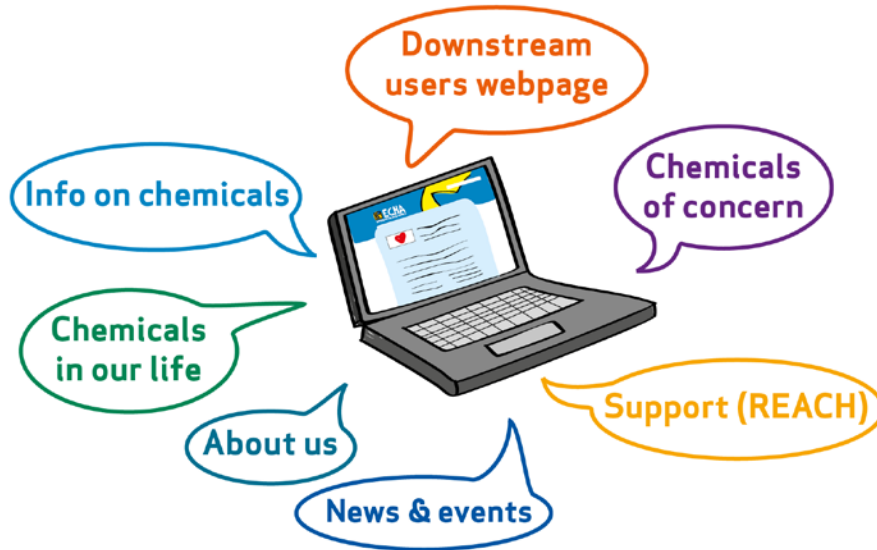 Downstream
users webpage
Info on chemicals
Chemicals
of concern
ECHA
Chemicals
in our life
Support (REACH)
About us
News & events